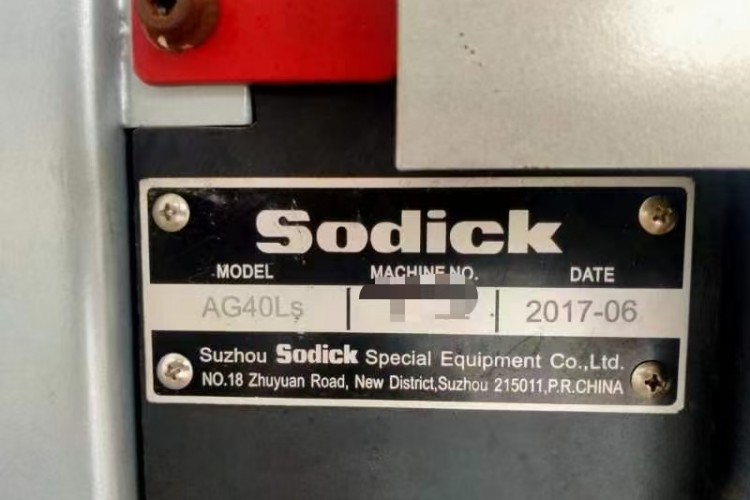 Sodick
MODEL MACHINE NO. DATE
AG40Ls 2017-06
Suzhou Sodick Special Equipment Co.,Ltd.
NO.18 Zhuyuan Road, New District,Suzhou 215011,P.R.CHINA